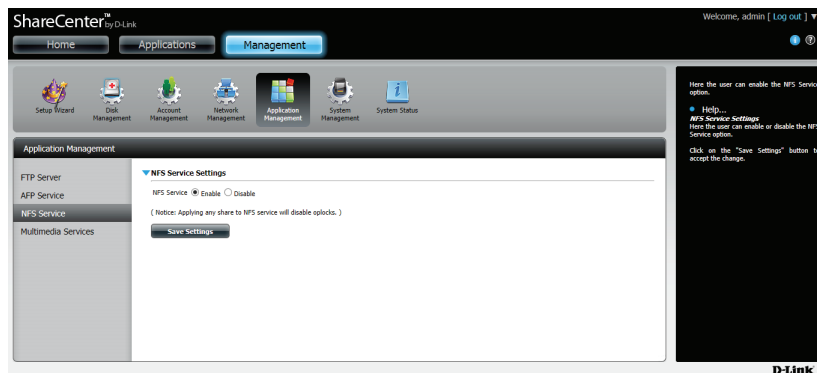 ShareCenter™ by D-Link
Welcome, admin [ Log out ] ▼
Home
Applications
Management
Setup Wizard
Disk
Management
Account
Management
Network
Management
Application
Management
System
Management
System Status
Application Management
FTP Server
AFP Service
NFS Service
Multimedia Services
▼NFS Service Settings
NFS Service Enable Disable
( Notice: Applying any share to NFS service will disable oplocks. )
Save Settings
Here the user can enable the NFS Service
option.
Help...
NFS Service Settings
Here the user can enable or disable the NFS
Service option.
Click on the "Save Settings" button to
accept the change.
D-Link